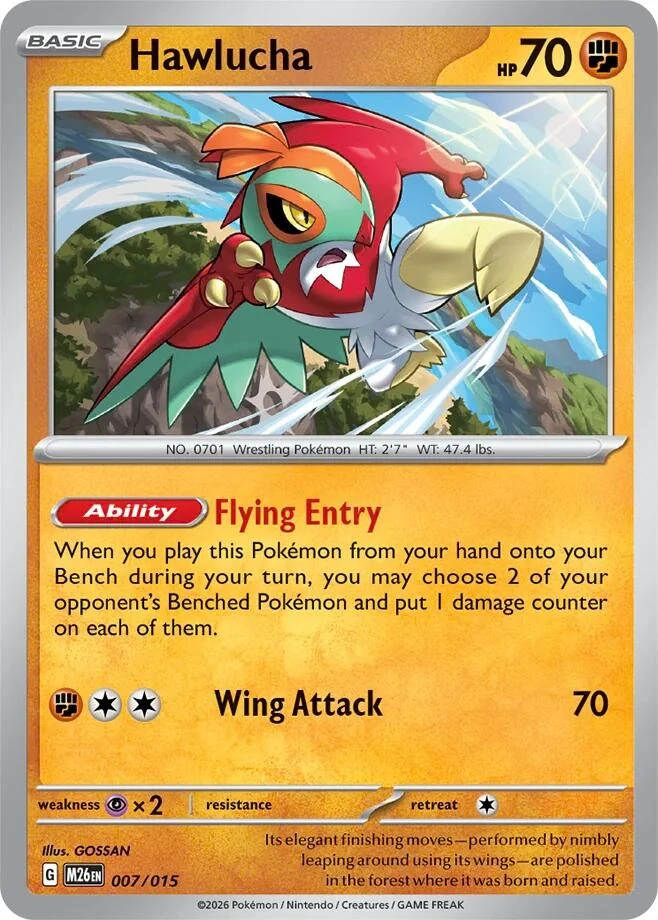 BASIC
Hawlucha
HP 70
NO. 0701 Wrestling Pokémon HT: 2'7" WT: 47.4 lbs.
Ability Flying Entry
When you play this Pokémon from your hand onto your
Bench during your turn, you may choose 2 of your
opponent's Benched Pokémon and put 1 damage counter
on each of them.
Wing Attack 70
weakness ×2 resistance retreat
Illus. GOSSAN
G M26 EN 007/015
Its elegant finishing moves—performed by nimbly
leaping around using its wings—are polished
in the forest where it was born and raised.
©2026 Pokémon / Nintendo / Creatures / GAME FREAK